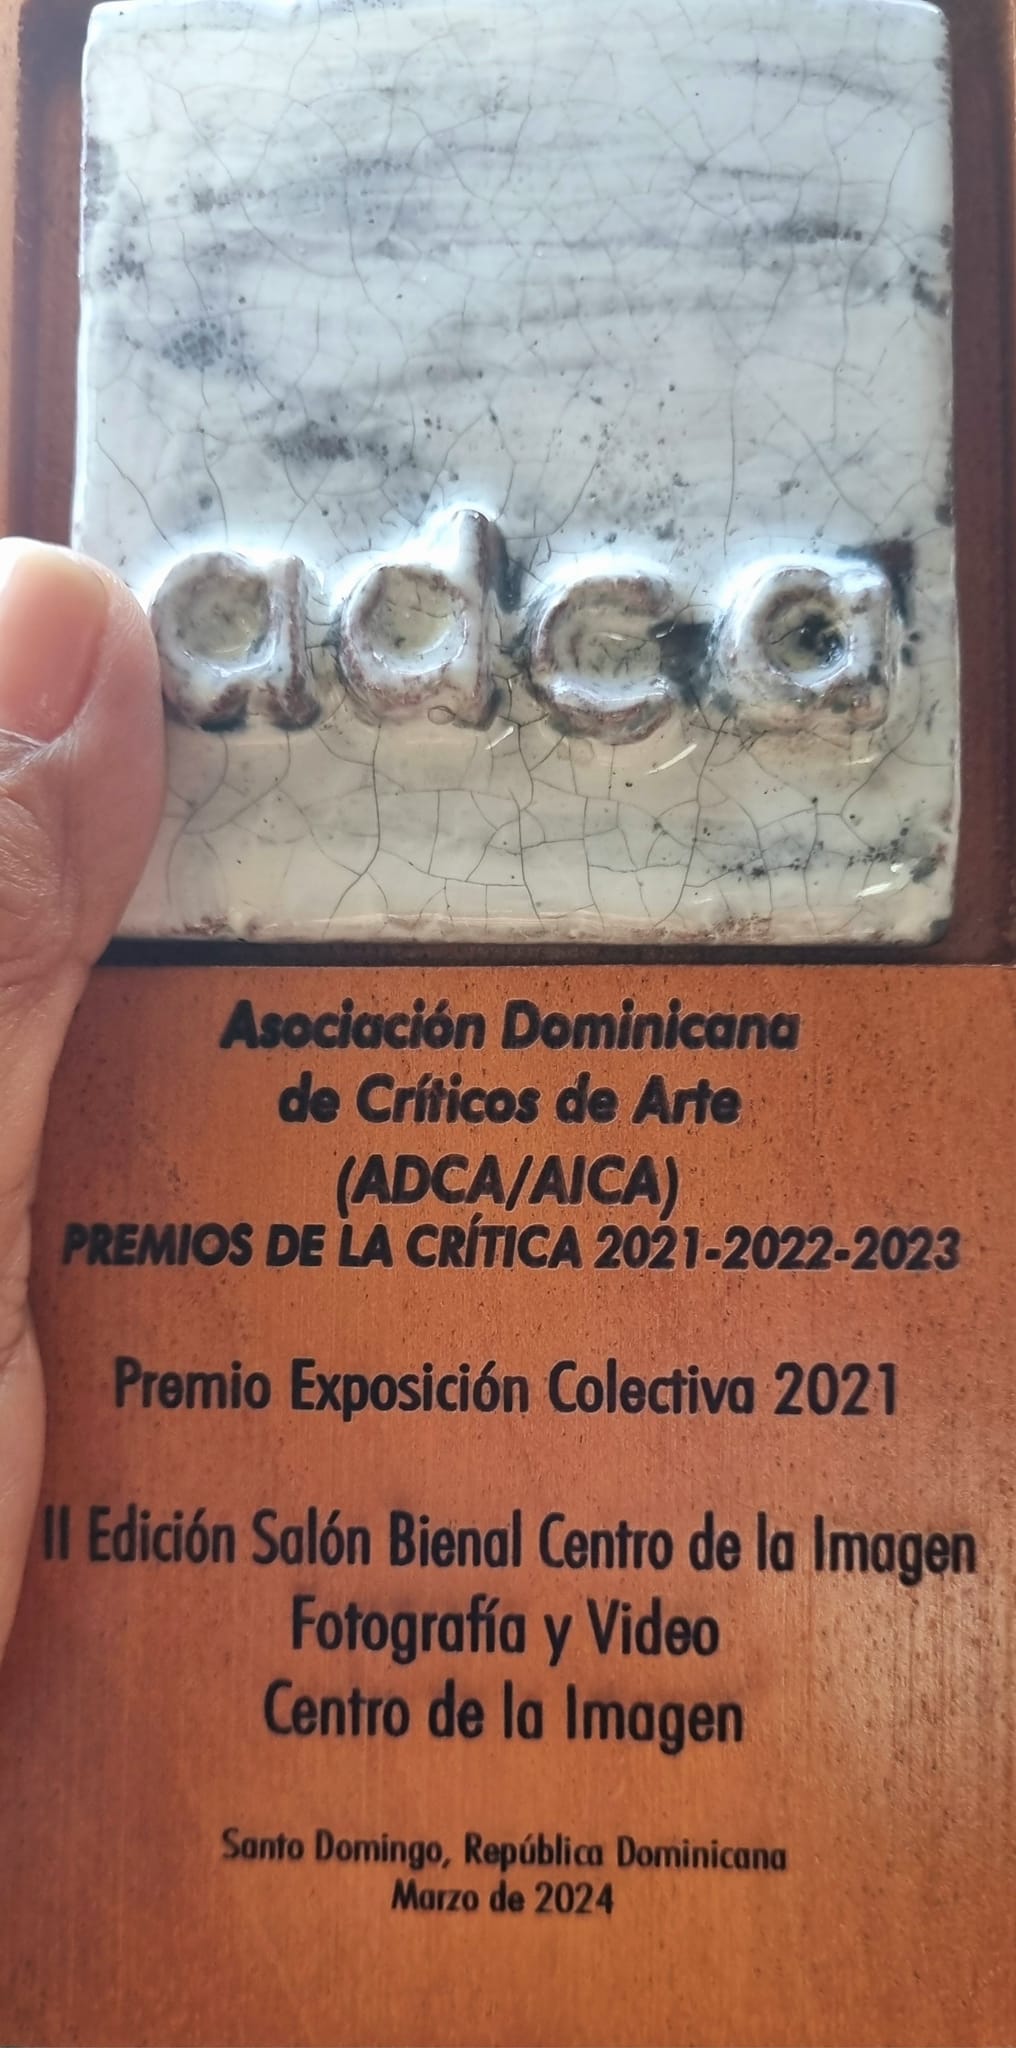 adca
Asociación Dominicana
de Críticos de Arte
(ADCA/AICA)
PREMIOS DE LA CRÍTICA 2021-2022-2023
Premio Exposición Colectiva 2021
II Edición Salón Bienal Centro de la Imagen
Fotografía y Video
Centro de la Imagen
Santo Domingo, República Dominicana
Marzo de 2024